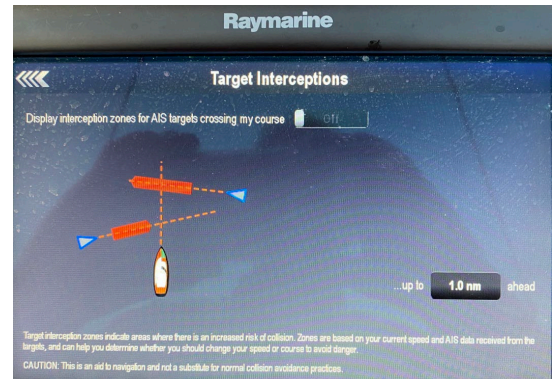 Raymarine
Target Interceptions
Display interception zones for AIS targets crossing my course Off
...up to 1.0 nm ahead
Target interception zones indicate areas where there is an increased risk of collision. Zones are based on your current speed and AIS data received from the
targets, and can help you determine whether you should change your speed or course to avoid danger.
CAUTION: This is an aid to navigation and not a substitute for normal collision avoidance practices.